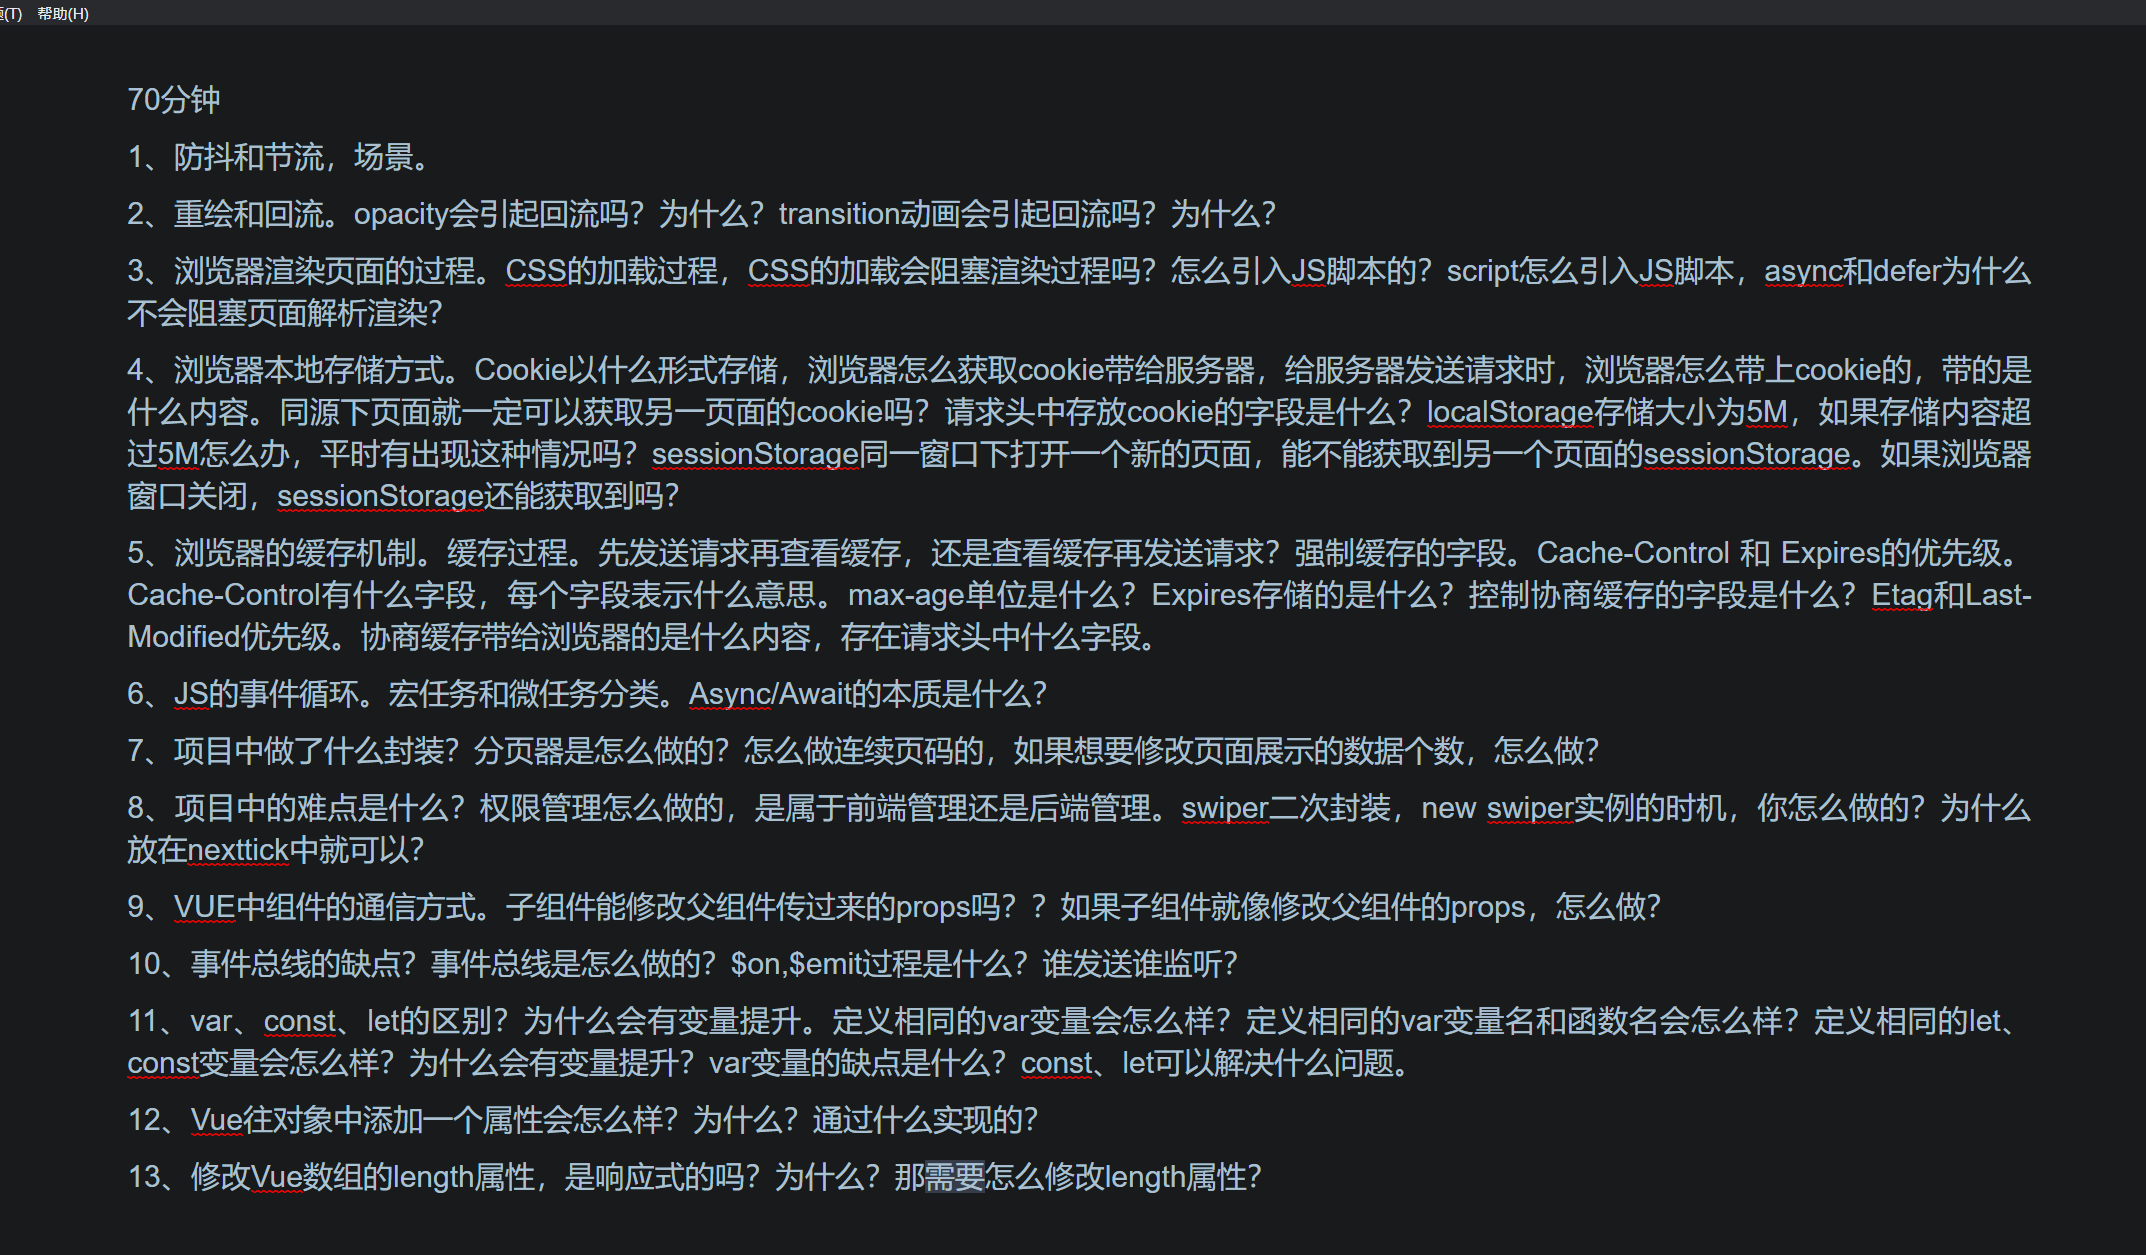 (T) 帮助(H)
70分钟
1、防抖和节流，场景。
2、重绘和回流。opacity会引起回流吗？为什么？transition动画会引起回流吗？为什么？
3、浏览器渲染页面的过程。CSS的加载过程，CSS的加载会阻塞渲染过程吗？怎么引入JS脚本的？script怎么引入JS脚本，async和defer为什么
不会阻塞页面解析渲染？
4、浏览器本地存储方式。Cookie以什么形式存储，浏览器怎么获取cookie带给服务器，给服务器发送请求时，浏览器怎么带上cookie的，带的是
什么内容。同源下页面就一定可以获取另一页面的cookie吗？请求头中存放cookie的字段是什么？localStorage存储大小为5M，如果存储内容超
过5M怎么办，平时有出现这种情况吗？sessionStorage同一窗口下打开一个新的页面，能不能获取到另一个页面的sessionStorage。如果浏览器
窗口关闭，sessionStorage还能获取到吗？
5、浏览器的缓存机制。缓存过程。先发送请求再查看缓存，还是查看缓存再发送请求？强制缓存的字段。Cache-Control 和 Expires的优先级。
Cache-Control有什么字段，每个字段表示什么意思。max-age单位是什么？Expires存储的是什么？控制协商缓存的字段是什么？Etag和Last-
Modified优先级。协商缓存带给浏览器的是什么内容，存在请求头中什么字段。
6、JS的事件循环。宏任务和微任务分类。Async/Await的本质是什么？
7、项目中做了什么封装？分页器是怎么做的？怎么做连续页码的，如果想要修改页面展示的数据个数，怎么做？
8、项目中的难点是什么？权限管理怎么做的，是属于前端管理还是后端管理。swiper二次封装，new swiper实例的时机，你怎么做的？为什么
放在nexttick中就可以？
9、VUE中组件的通信方式。子组件能修改父组件传过来的props吗？？如果子组件就像修改父组件的props，怎么做？
10、事件总线的缺点？事件总线是怎么做的？$on,$emit过程是什么？谁发送谁监听？
11、var、const、let的区别？为什么会有变量提升。定义相同的var变量会怎么样？定义相同的var变量名和函数名会怎么样？定义相同的let、
const变量会怎么样？为什么会有变量提升？var变量的缺点是什么？const、let可以解决什么问题。
12、Vue往对象中添加一个属性会怎么样？为什么？通过什么实现的？
13、修改Vue数组的length属性，是响应式的吗？为什么？那需要怎么修改length属性？